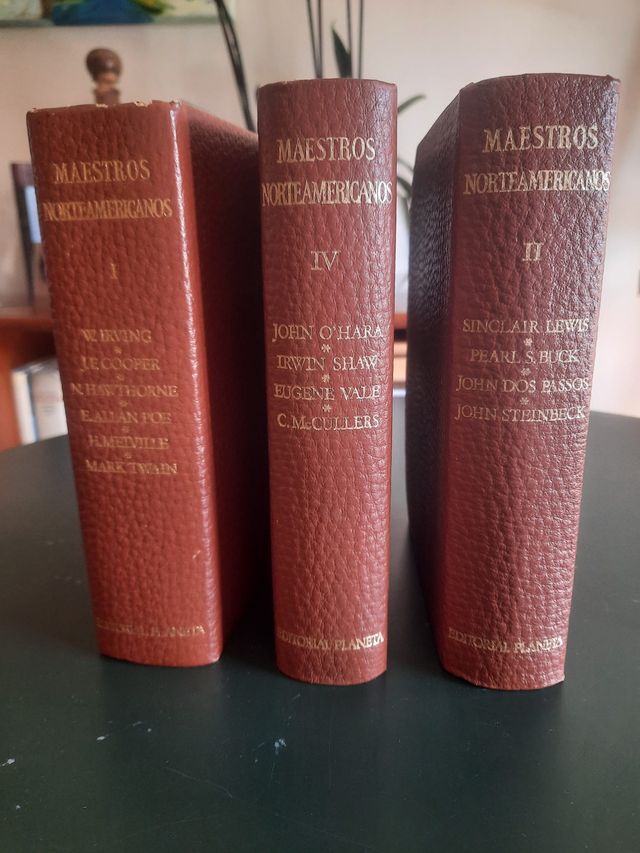 MAESTROS
NORTEAMERICANOS
I
W. IRVING
*
J.F. COOPER
*
N. HAWTHORNE
*
E. ALLAN POE
*
H. MELVILLE
*
MARK TWAIN
EDITORIAL PLANETA
MAESTROS
NORTEAMERICANOS
IV
JOHN O'HARA
*
IRWIN SHAW
*
EUGENE VALE
*
C. McCULLERS
EDITORIAL PLANETA
MAESTROS
NORTEAMERICANOS
II
SINCLAIR LEWIS
*
PEARL S. BUCK
*
JOHN DOS PASSOS
*
JOHN STEINBECK
EDITORIAL PLANETA